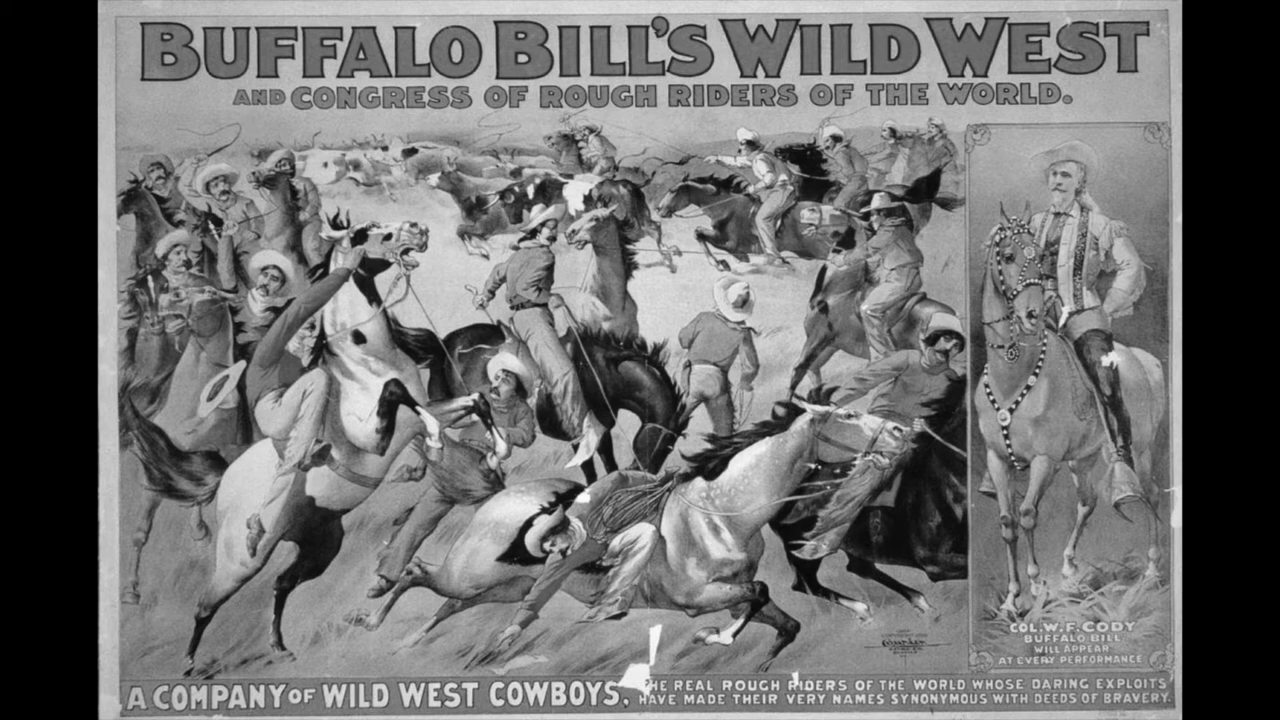 BUFFALO BILL'S WILD WEST
AND CONGRESS OF ROUGH RIDERS OF THE WORLD.
COL. W. F. CODY
BUFFALO BILL
WILL APPEAR
AT EVERY PERFORMANCE
A COMPANY OF WILD WEST COWBOYS,
HE REAL ROUGH RIDERS OF THE WORLD WHOSE DARING EXPLOITS
HAVE MADE THEIR VERY NAMES SYNONYMOUS WITH DEEDS OF BRAVERY.